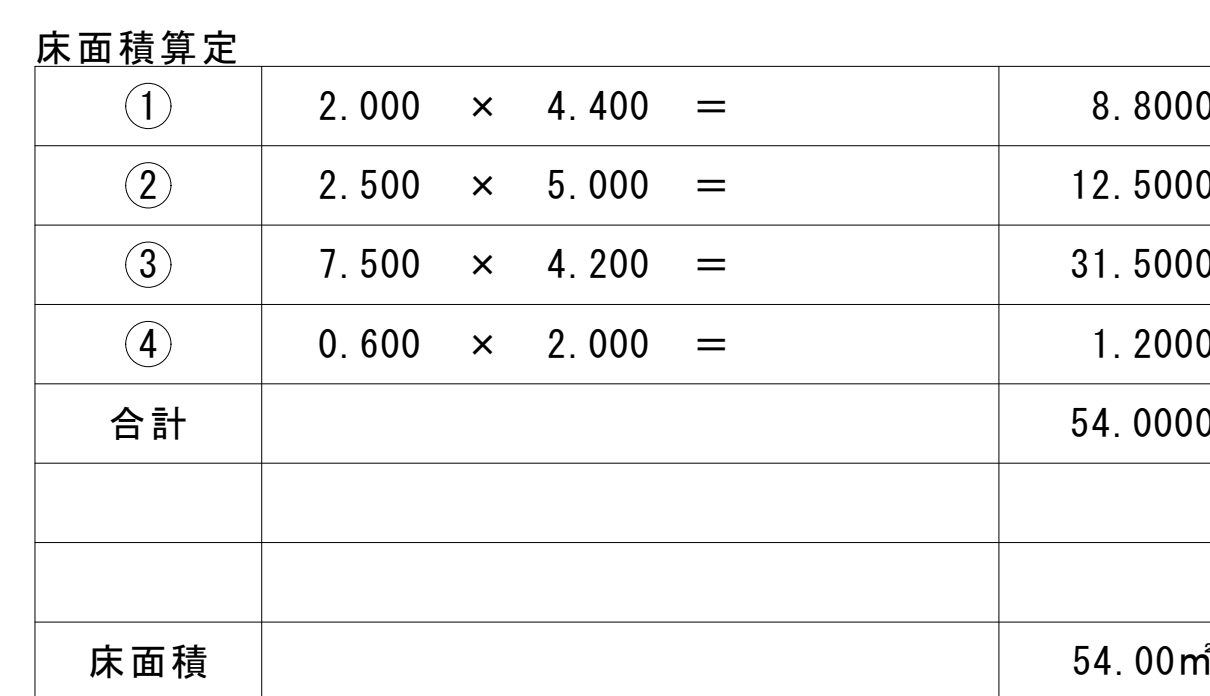 床面積算定
① 2.000 × 4.400 = 8.8000
② 2.500 × 5.000 = 12.5000
③ 7.500 × 4.200 = 31.5000
④ 0.600 × 2.000 = 1.2000
合計 54.0000
床面積 54.00㎡